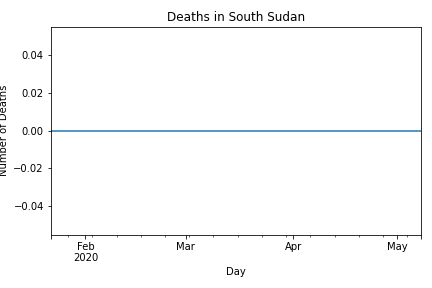 Deaths in South Sudan
Number of Deaths
0.04
0.02
0.00
−0.02
−0.04
Feb
2020
Mar
Apr
May
Day